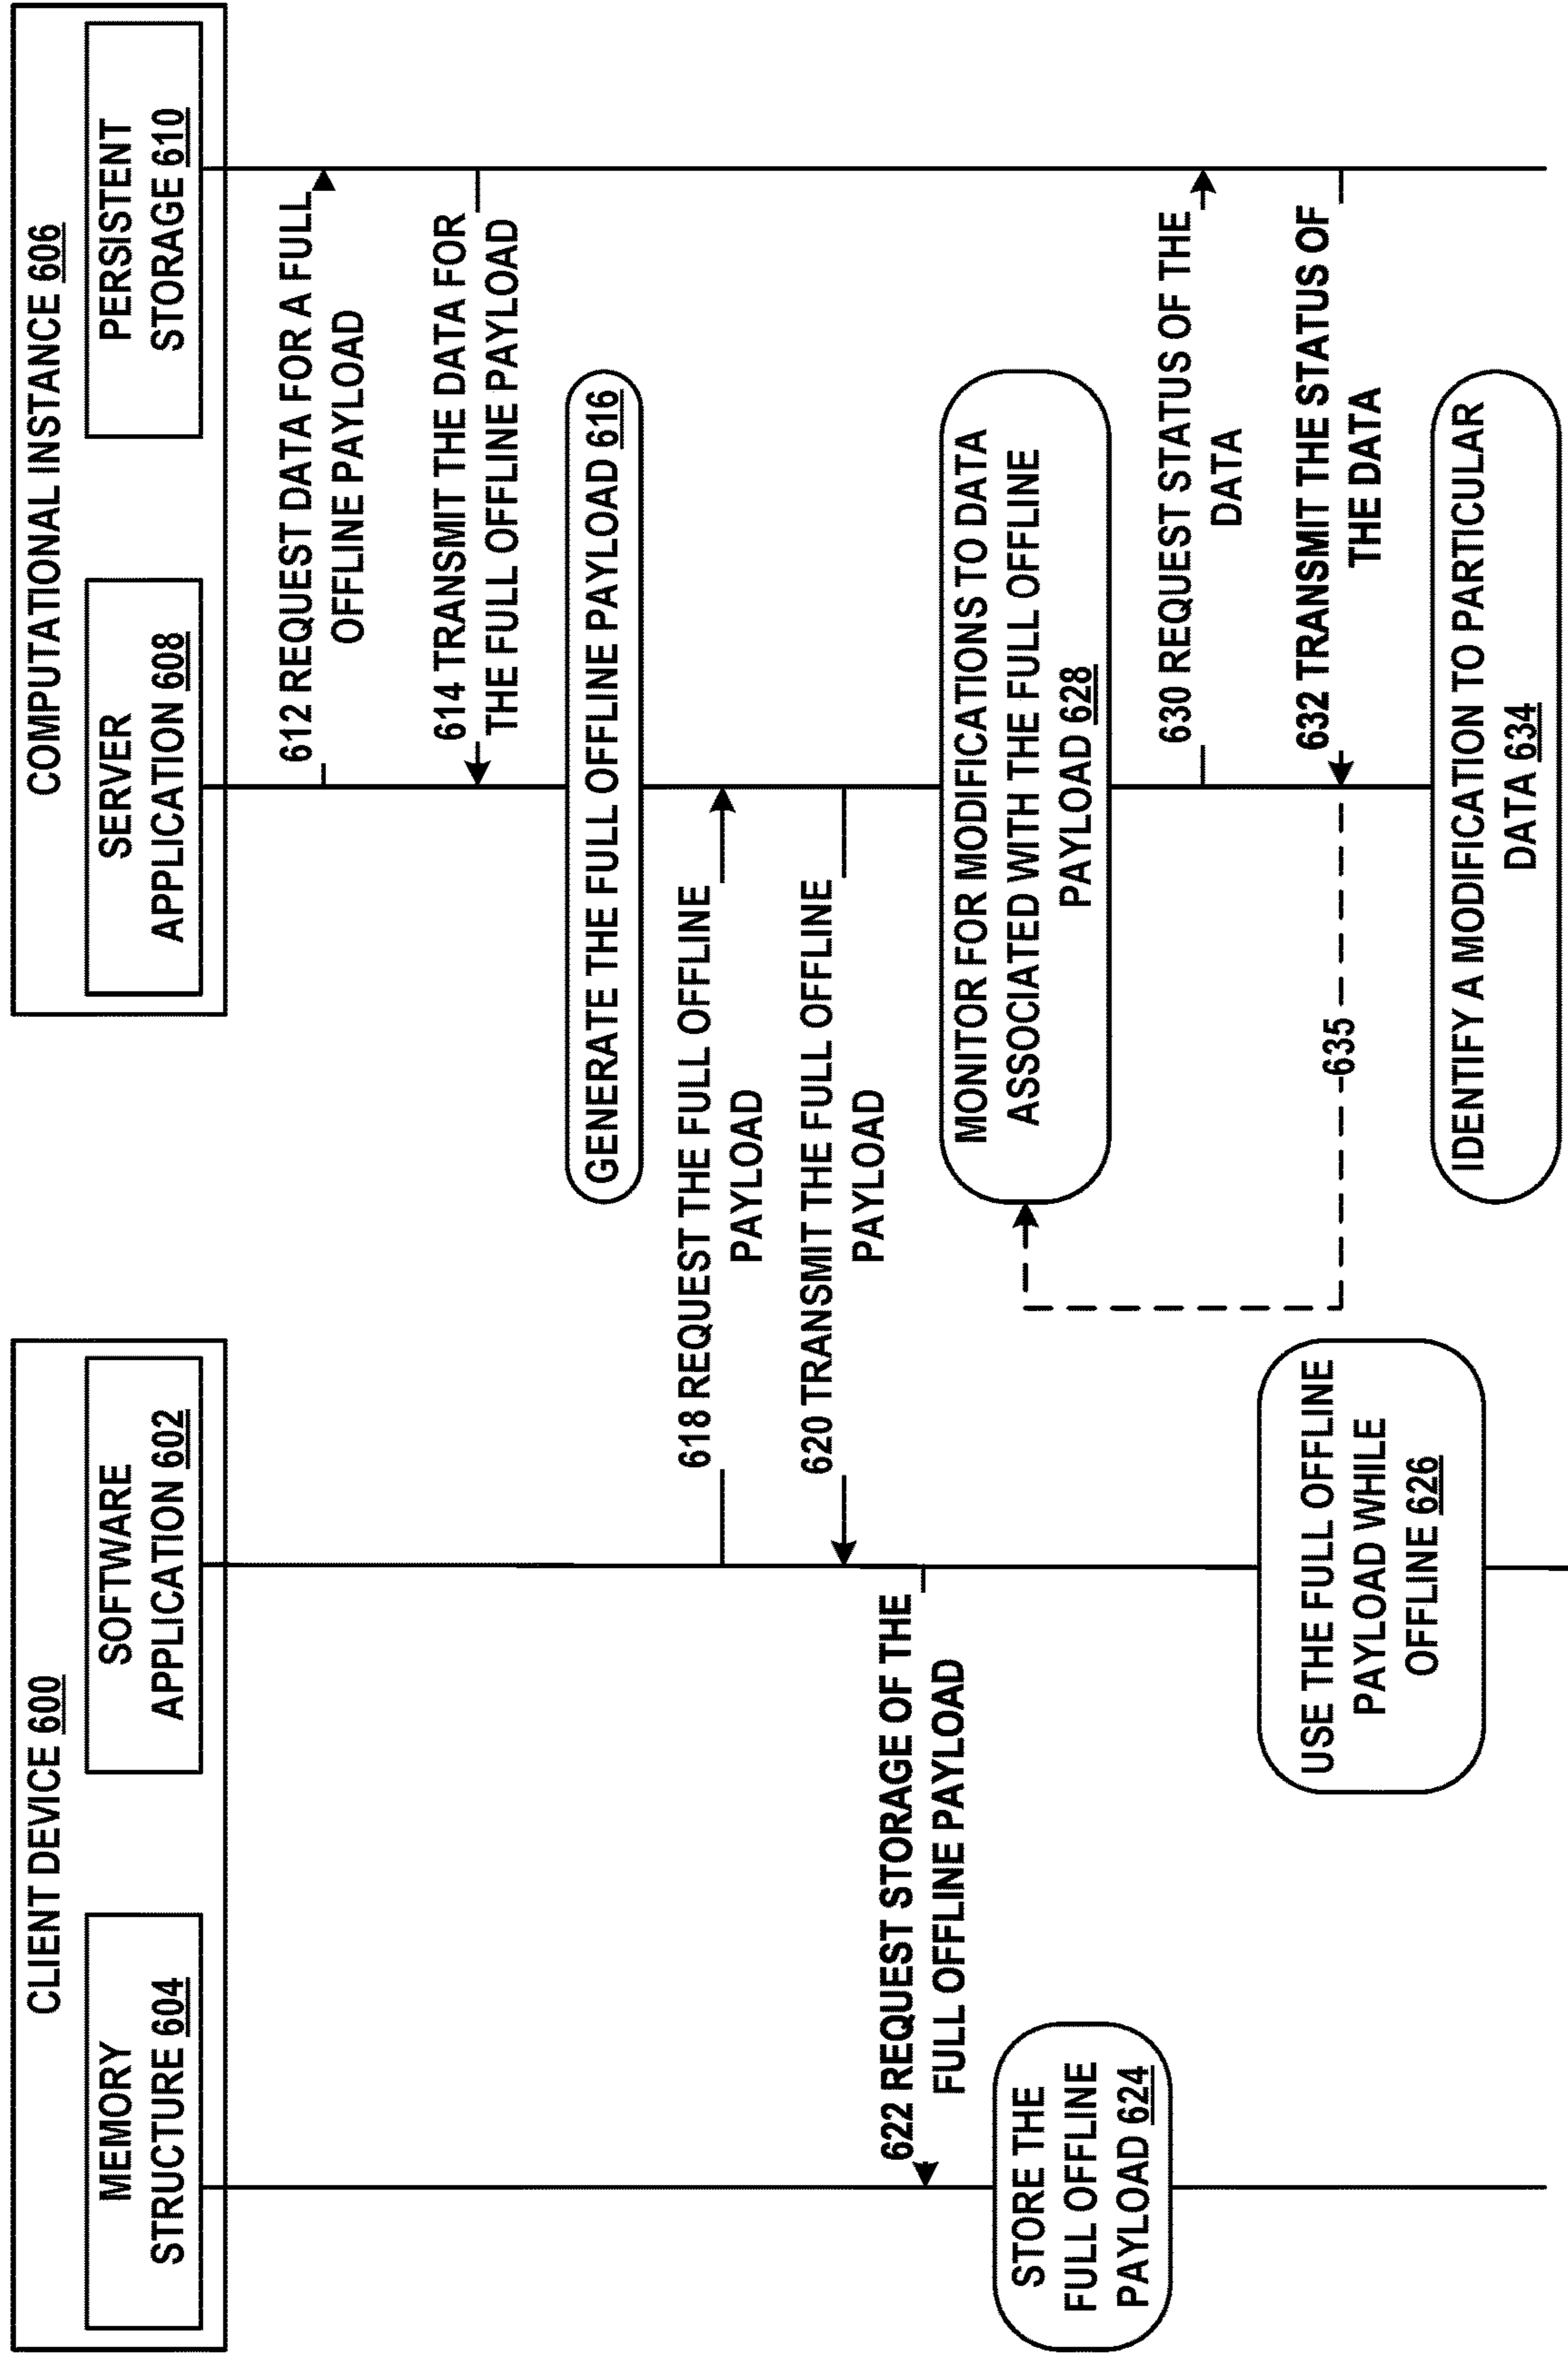 CLIENT DEVICE 600
MEMORY
STRUCTURE 604
SOFTWARE
APPLICATION 602
COMPUTATIONAL INSTANCE 606
SERVER
APPLICATION 608
PERSISTENT
STORAGE 610
612 REQUEST DATA FOR A FULL
OFFLINE PAYLOAD
614 TRANSMIT THE DATA FOR
THE FULL OFFLINE PAYLOAD
GENERATE THE FULL OFFLINE PAYLOAD 616
618 REQUEST THE FULL OFFLINE
PAYLOAD
620 TRANSMIT THE FULL OFFLINE
PAYLOAD
622 REQUEST STORAGE OF THE
FULL OFFLINE PAYLOAD
STORE THE
FULL OFFLINE
PAYLOAD 624
MONITOR FOR MODIFICATIONS TO DATA
ASSOCIATED WITH THE FULL OFFLINE
PAYLOAD 628
630 REQUEST STATUS OF THE
DATA
USE THE FULL OFFLINE
PAYLOAD WHILE
OFFLINE 626
632 TRANSMIT THE STATUS OF
THE DATA
635
IDENTIFY A MODIFICATION TO PARTICULAR
DATA 634